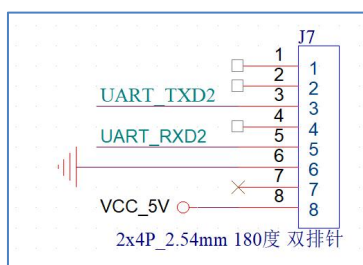 J7
1 1
2 2
UART_TXD2 3 3
4 4
UART_RXD2 5 5
6 6
7 7
VCC_5V 8 8
2x4P_2.54mm 180度 双排针